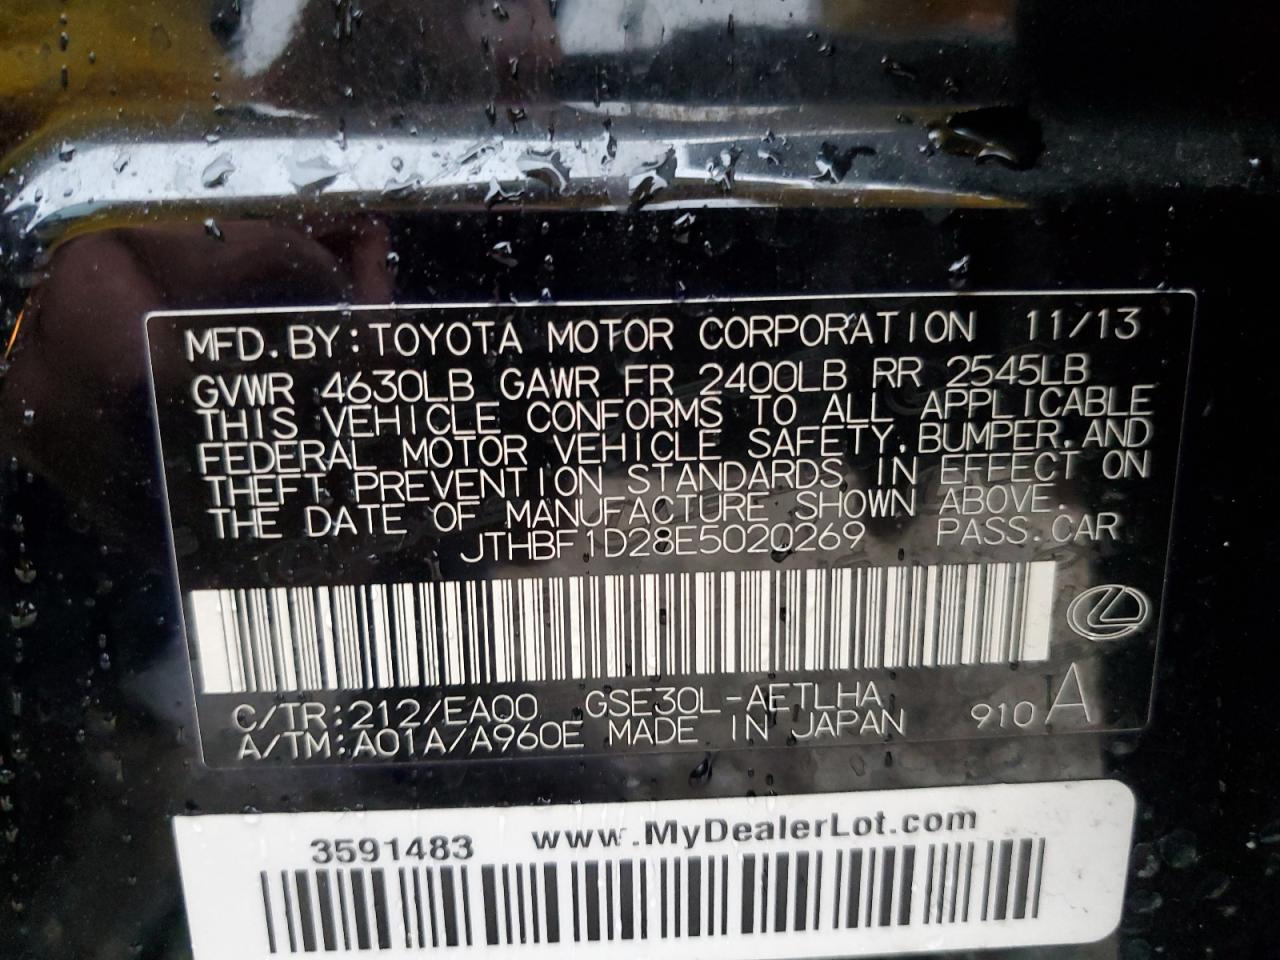 MFD. BY: TOYOTA MOTOR CORPORATION 11/13
GVWR 4630LB GAWR FR 2400LB RR 2545LB
THIS VEHICLE CONFORMS TO ALL APPLICABLE
FEDERAL MOTOR VEHICLE SAFETY, BUMPER, AND
THEFT PREVENTION STANDARDS IN EFFECT ON
THE DATE OF MANUFACTURE SHOWN ABOVE.
JTHBF1D28E5020269 PASS. CAR
C/TR: 212/EA00 GSE30L-AETLHA
A/TM: A01A/A960E MADE IN JAPAN 910 A
3591483 www.MyDealerLot.com